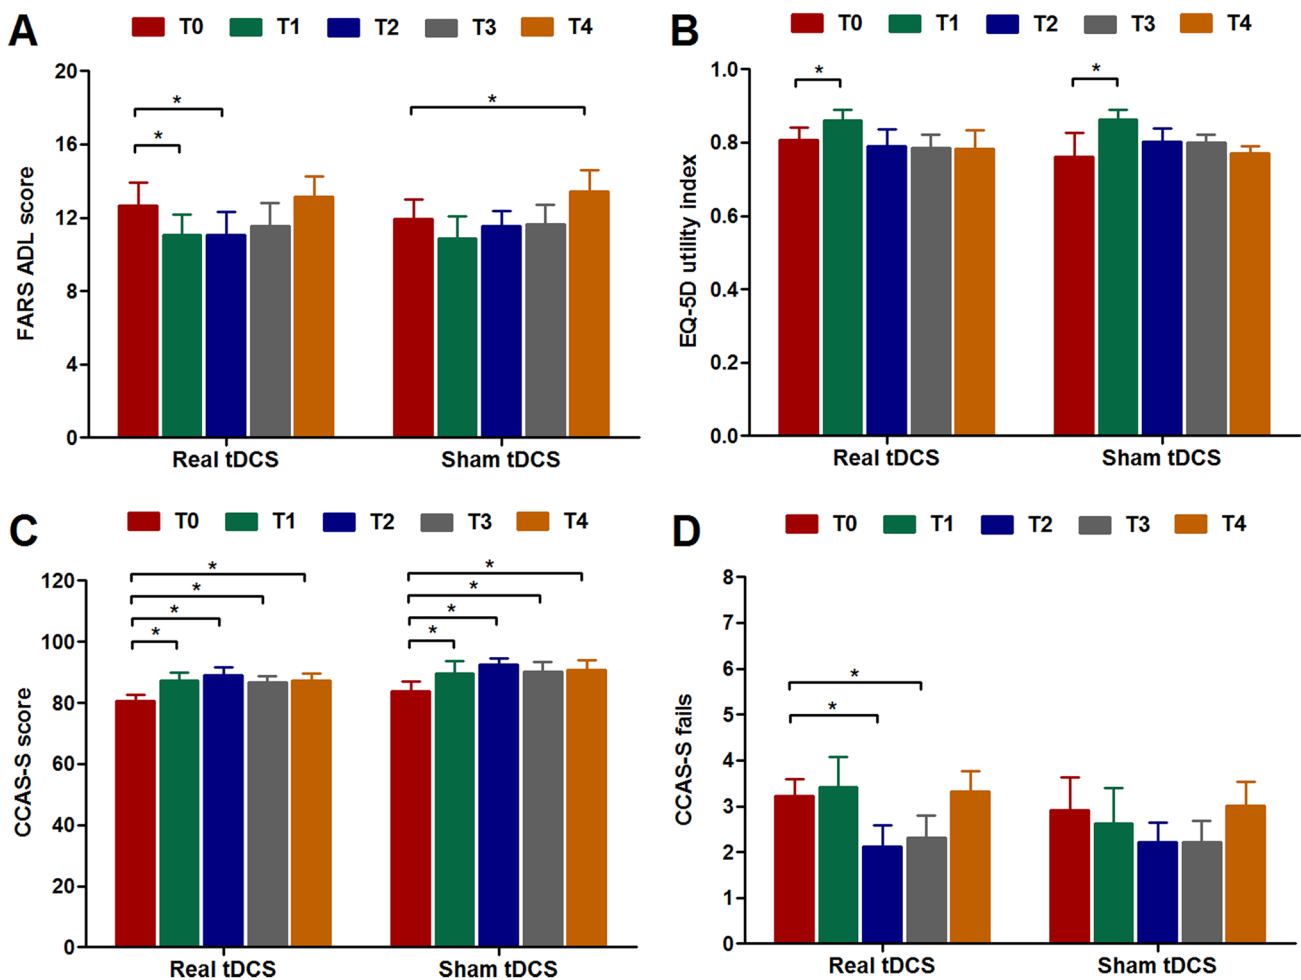 A
T0 T1 T2 T3 T4
FARS ADL score
20
16
12
8
4
0
* *
*
Real tDCS Sham tDCS
B
T0 T1 T2 T3 T4
EQ-5D utility index
1.0
0.8
0.6
0.4
0.2
0.0
* *
Real tDCS Sham tDCS
C
T0 T1 T2 T3 T4
CCAS-S score
120
100
80
60
40
20
0
* *
* *
* *
* *
Real tDCS Sham tDCS
D
T0 T1 T2 T3 T4
CCAS-S fails
8
7
6
5
4
3
2
1
0
*
*
Real tDCS Sham tDCS